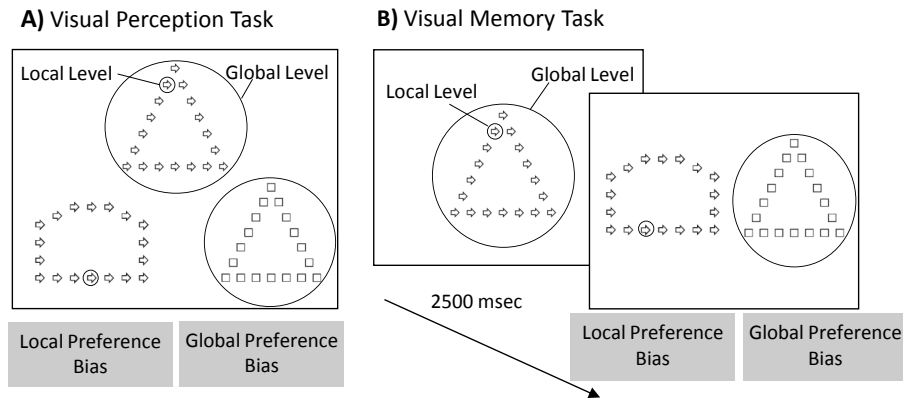 A) Visual Perception Task
Local Level
Global Level
Local Preference
Bias
Global Preference
Bias
B) Visual Memory Task
Global Level
Local Level
2500 msec
Local Preference
Bias
Global Preference
Bias